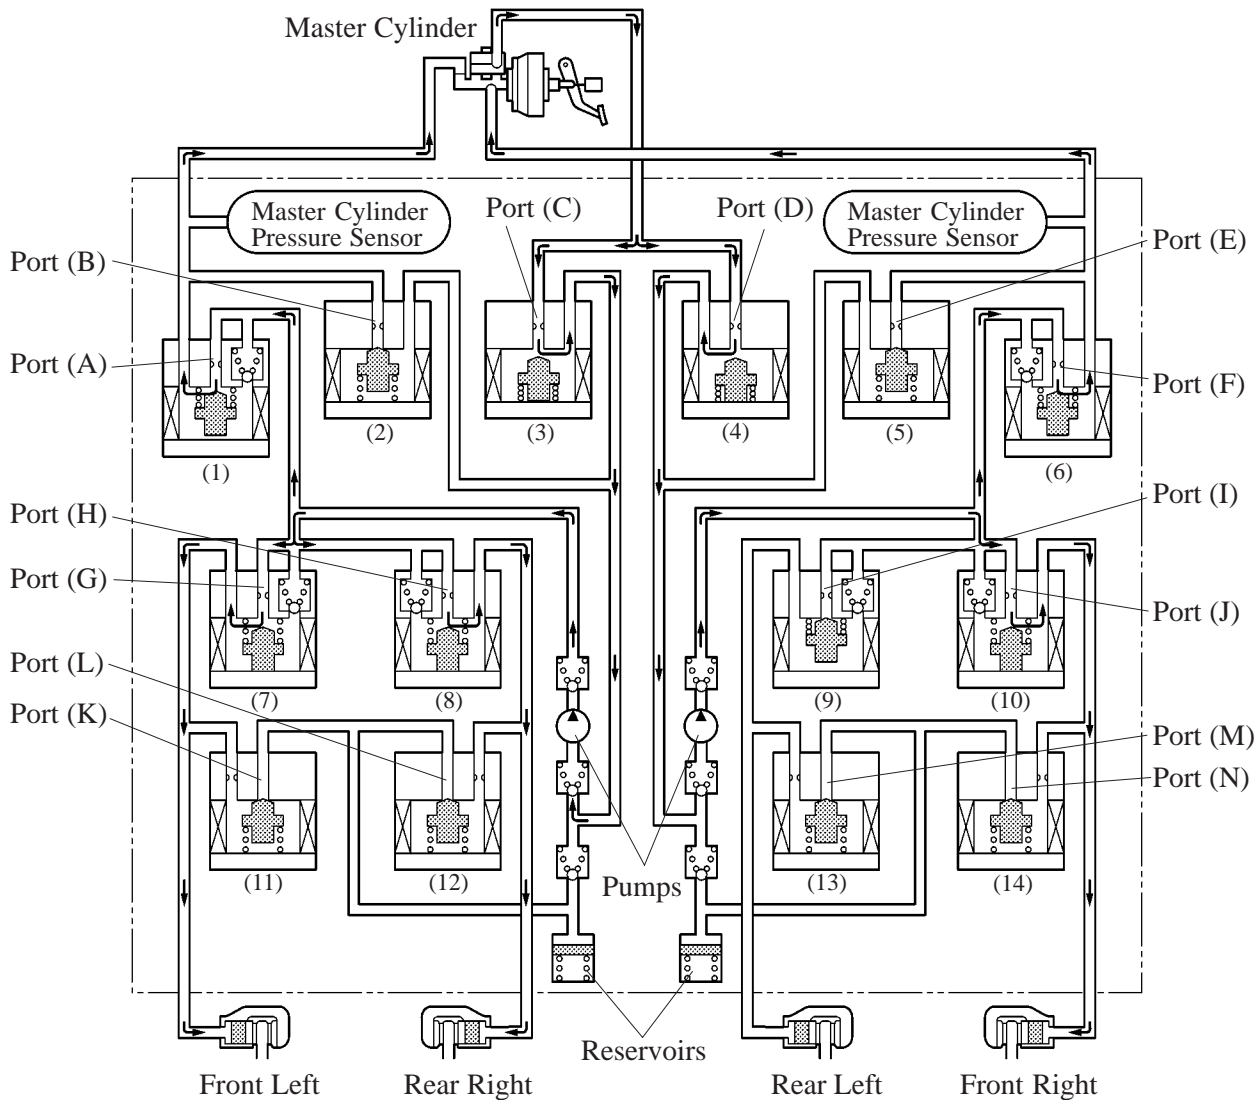 Master Cylinder
Master Cylinder
Pressure Sensor
Port (C)
Port (D)
Master Cylinder
Pressure Sensor
Port (B)
Port (E)
Port (A)
Port (F)
(1)
(2)
(3)
(4)
(5)
(6)
Port (H)
Port (I)
Port (G)
Port (J)
Port (L)
(7)
(8)
(9)
(10)
Port (K)
Port (M)
Port (N)
(11)
(12)
Pumps
(13)
(14)
Reservoirs
Front Left
Rear Right
Rear Left
Front Right